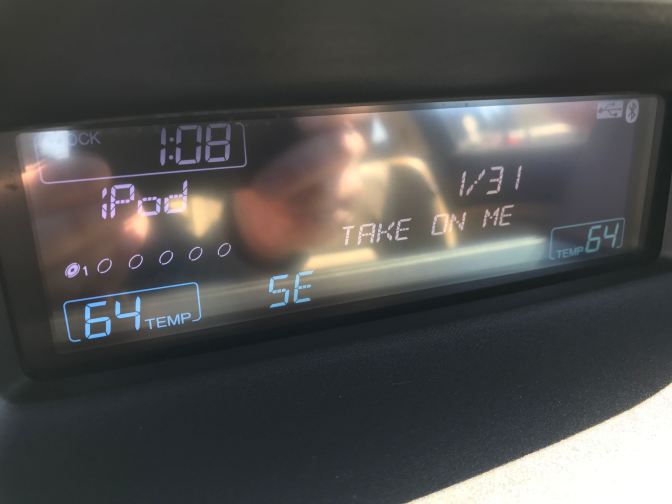 CLOCK
1:08
iPod
1/31
TAKE ON ME
1
TEMP 64
64 TEMP
SE